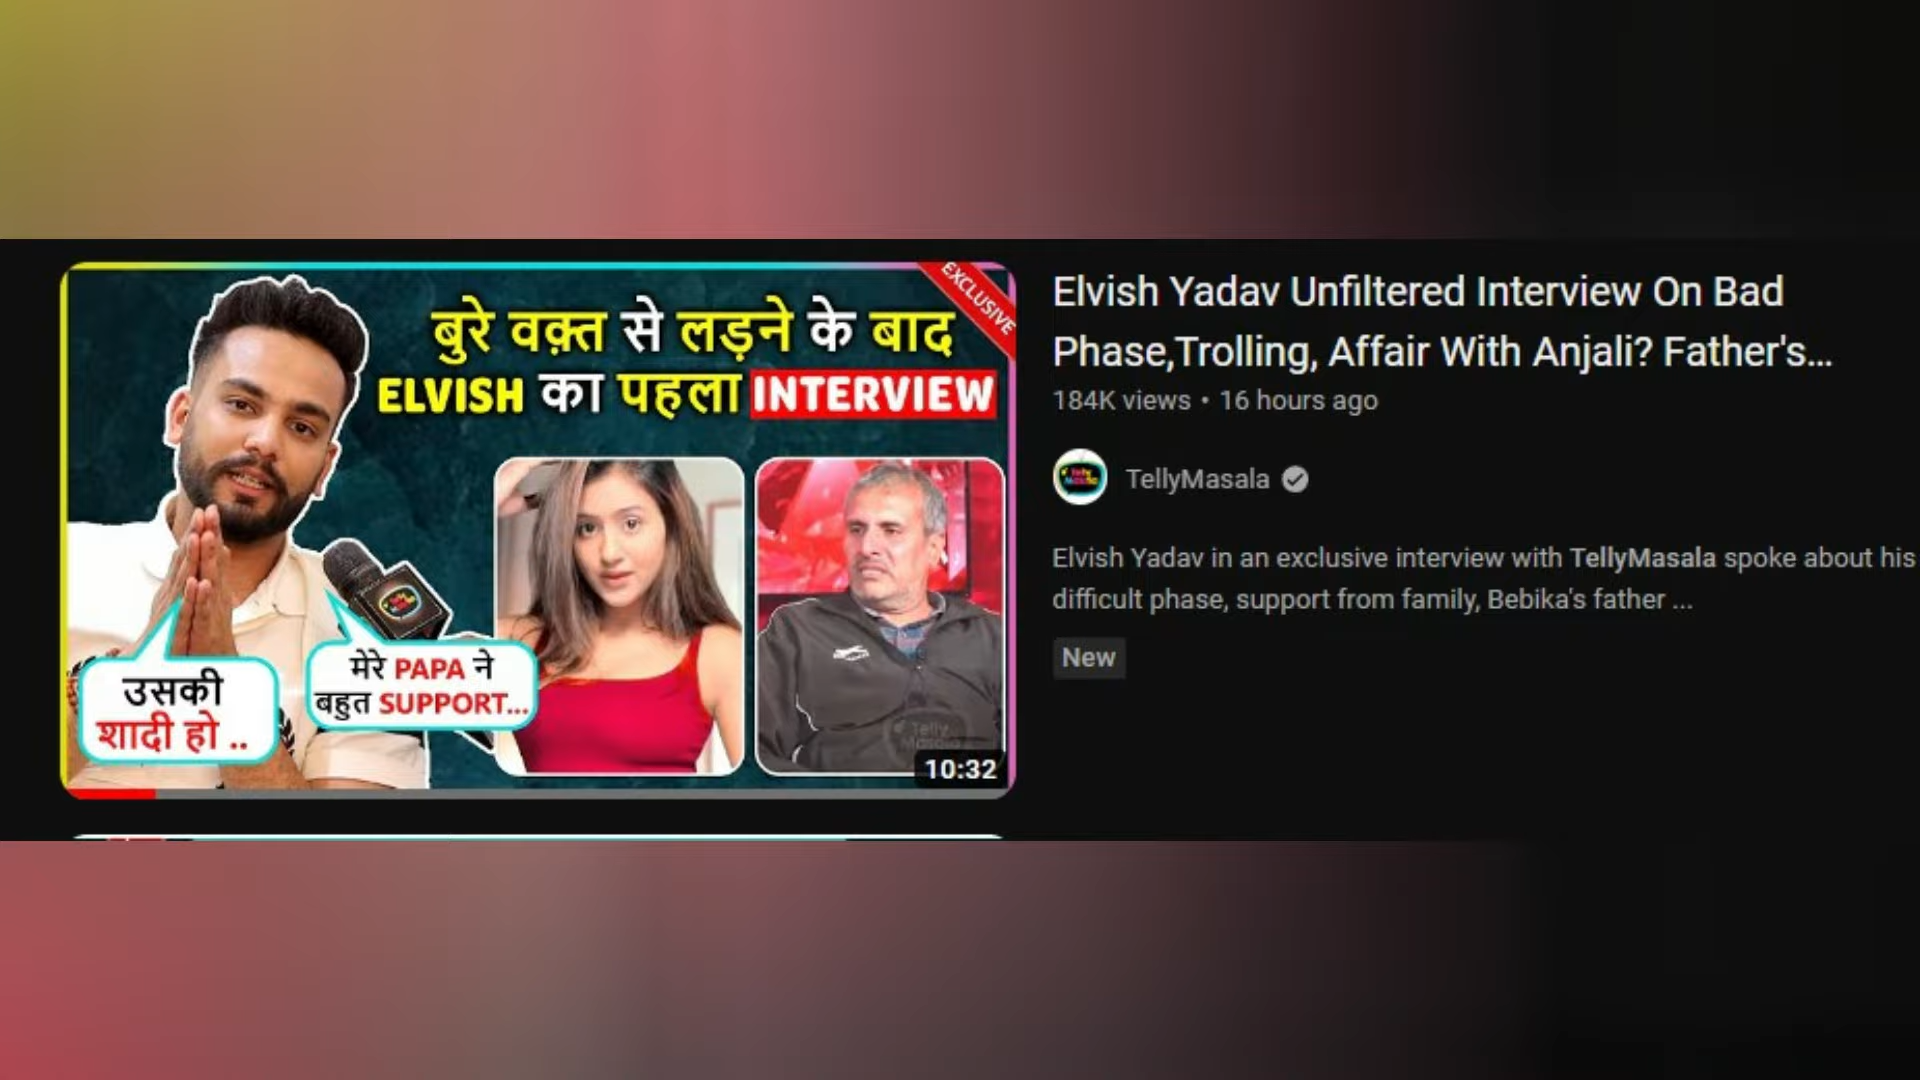 EXCLUSIVE
बुरे वक़्त से लड़ने के बाद
ELVISH का पहला INTERVIEW
उसकी
शादी हो ..
मेरे PAPA ने
बहुत SUPPORT...
Telly
Masala
10:32
Elvish Yadav Unfiltered Interview On Bad
Phase,Trolling, Affair With Anjali? Father's...
184K views • 16 hours ago
TellyMasala
Elvish Yadav in an exclusive interview with TellyMasala spoke about his
difficult phase, support from family, Bebika's father ...
New